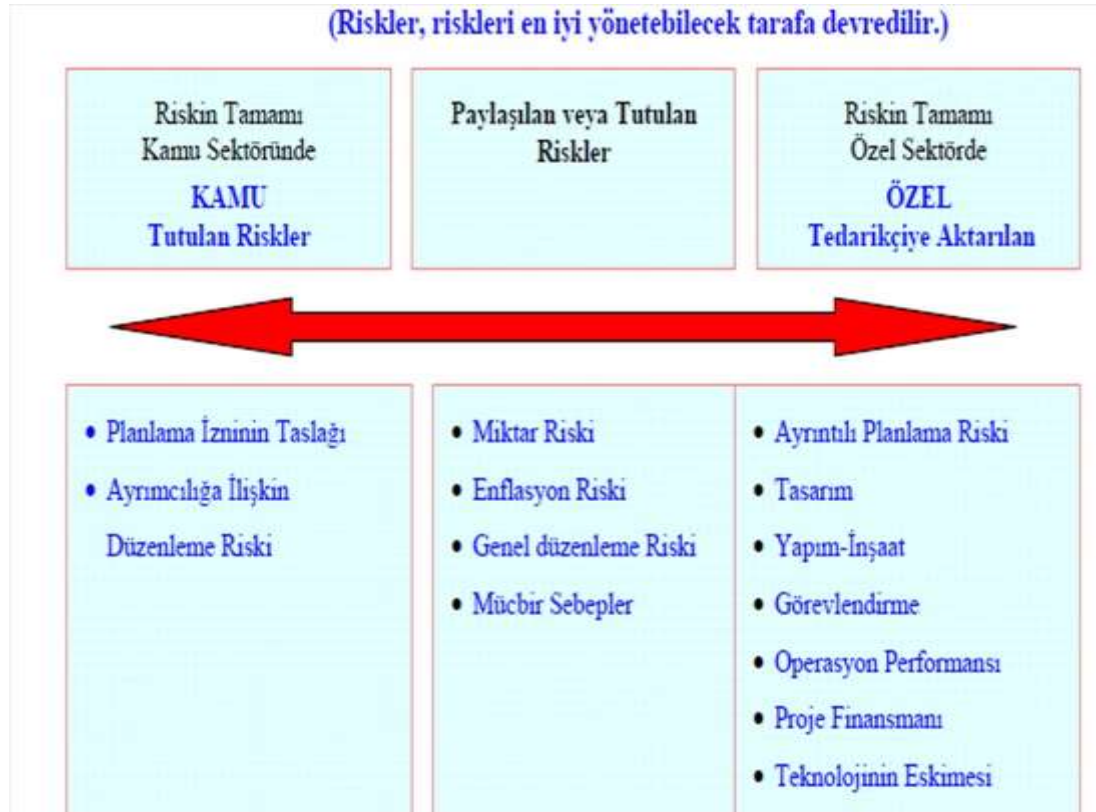 (Riskler, riskleri en iyi yönetebilecek tarafa devredilir.)
Riskin Tamamı
Kamu Sektöründe
KAMU
Tutulan Riskler
Paylaşılan veya Tutulan
Riskler
Riskin Tamamı
Özel Sektörde
ÖZEL
Tedarikçiye Aktarılan
• Planlama İzninin Taslağı
• Ayrımcılığa İlişkin
Düzenleme Riski
• Miktar Riski
• Enflasyon Riski
• Genel düzenleme Riski
• Mücbir Sebepler
• Ayrıntılı Planlama Riski
• Tasarım
• Yapım-İnşaat
• Görevlendirme
• Operasyon Performansı
• Proje Finansmanı
• Teknolojinin Eskimesi